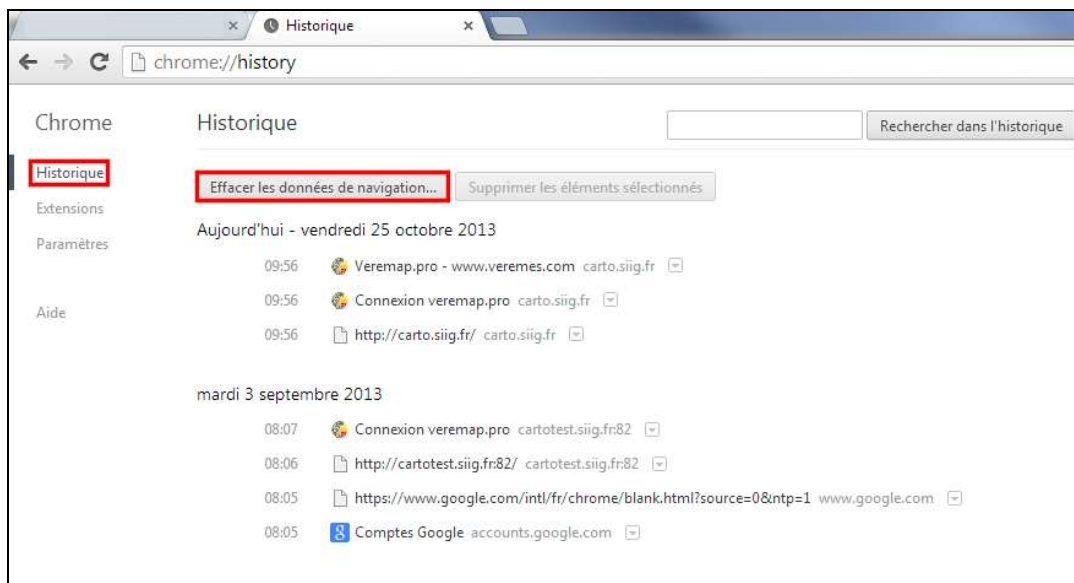 Historique
chrome://history
Chrome
Historique
Rechercher dans l'historique
Historique
Effacer les données de navigation...
Supprimer les éléments sélectionnés
Extensions
Paramètres
Aide
Aujourd'hui - vendredi 25 octobre 2013
09:56 Veremap.pro - www.veremes.com carto.siig.fr
09:56 Connexion veremap.pro carto.siig.fr
09:56 http://carto.siig.fr/ carto.siig.fr
mardi 3 septembre 2013
08:07 Connexion veremap.pro cartotest.siig.fr:82
08:06 http://cartotest.siig.fr:82/ cartotest.siig.fr:82
08:05 https://www.google.com/intl/fr/chrome/blank.html?source=0&ntp=1 www.google.com
08:05 Comptes Google accounts.google.com